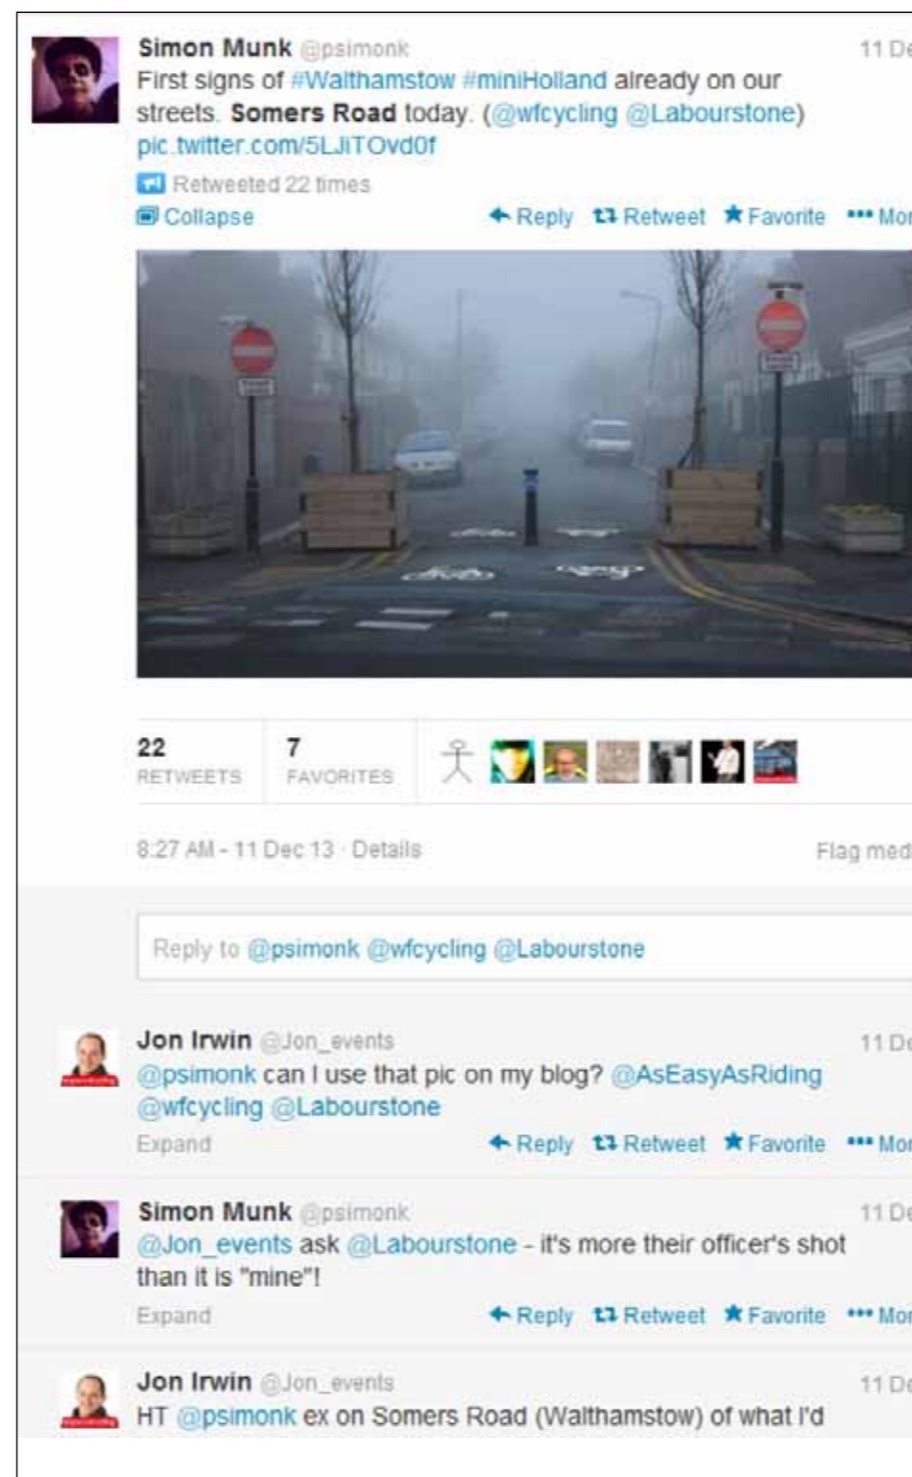 Simon Munk @psimonk 11 De
First signs of #Walthamstow #miniHolland already on our
streets. Somers Road today. (@wfcycling @Labourstone)
pic.twitter.com/5LJiTOvd0f
Retweeted 22 times
Collapse Reply Retweet Favorite Mor
22 7
RETWEETS FAVORITES
8:27 AM - 11 Dec 13 · Details Flag med
Reply to @psimonk @wfcycling @Labourstone
Jon Irwin @Jon_events 11 De
@psimonk can I use that pic on my blog? @AsEasyAsRiding
@wfcycling @Labourstone
Expand Reply Retweet Favorite Mor
Simon Munk @psimonk 11 De
@Jon_events ask @Labourstone - it's more their officer's shot
than it is "mine"!
Expand Reply Retweet Favorite Mor
Jon Irwin @Jon_events 11 De
HT @psimonk ex on Somers Road (Walthamstow) of what I'd